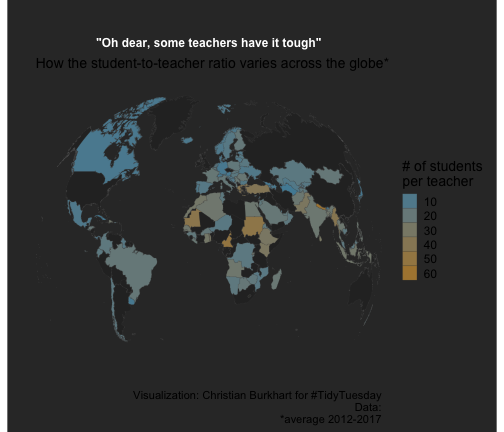 "Oh dear, some teachers have it tough"
How the student-to-teacher ratio varies across the globe*
# of students
per teacher
10
20
30
40
50
60
Visualization: Christian Burkhart for #TidyTuesday
Data:
*average 2012-2017